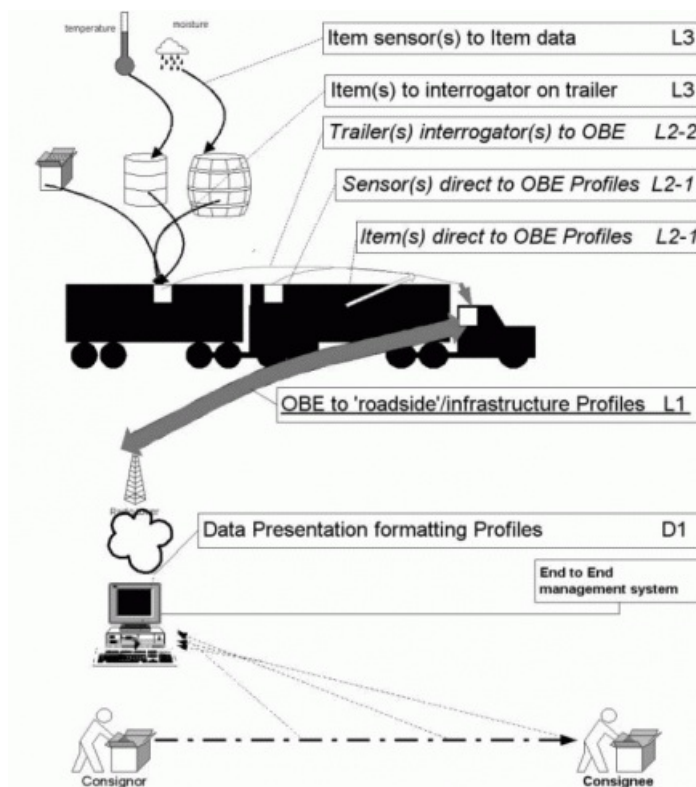 temperature
moisture
Item sensor(s) to Item data L3
Item(s) to interrogator on trailer L3
Trailer(s) interrogator(s) to OBE L2-2
Sensor(s) direct to OBE Profiles L2-1
Item(s) direct to OBE Profiles L2-1
OBE to 'roadside'/infrastructure Profiles L1
Data Presentation formatting Profiles D1
End to End
management system
Consignor
Consignee